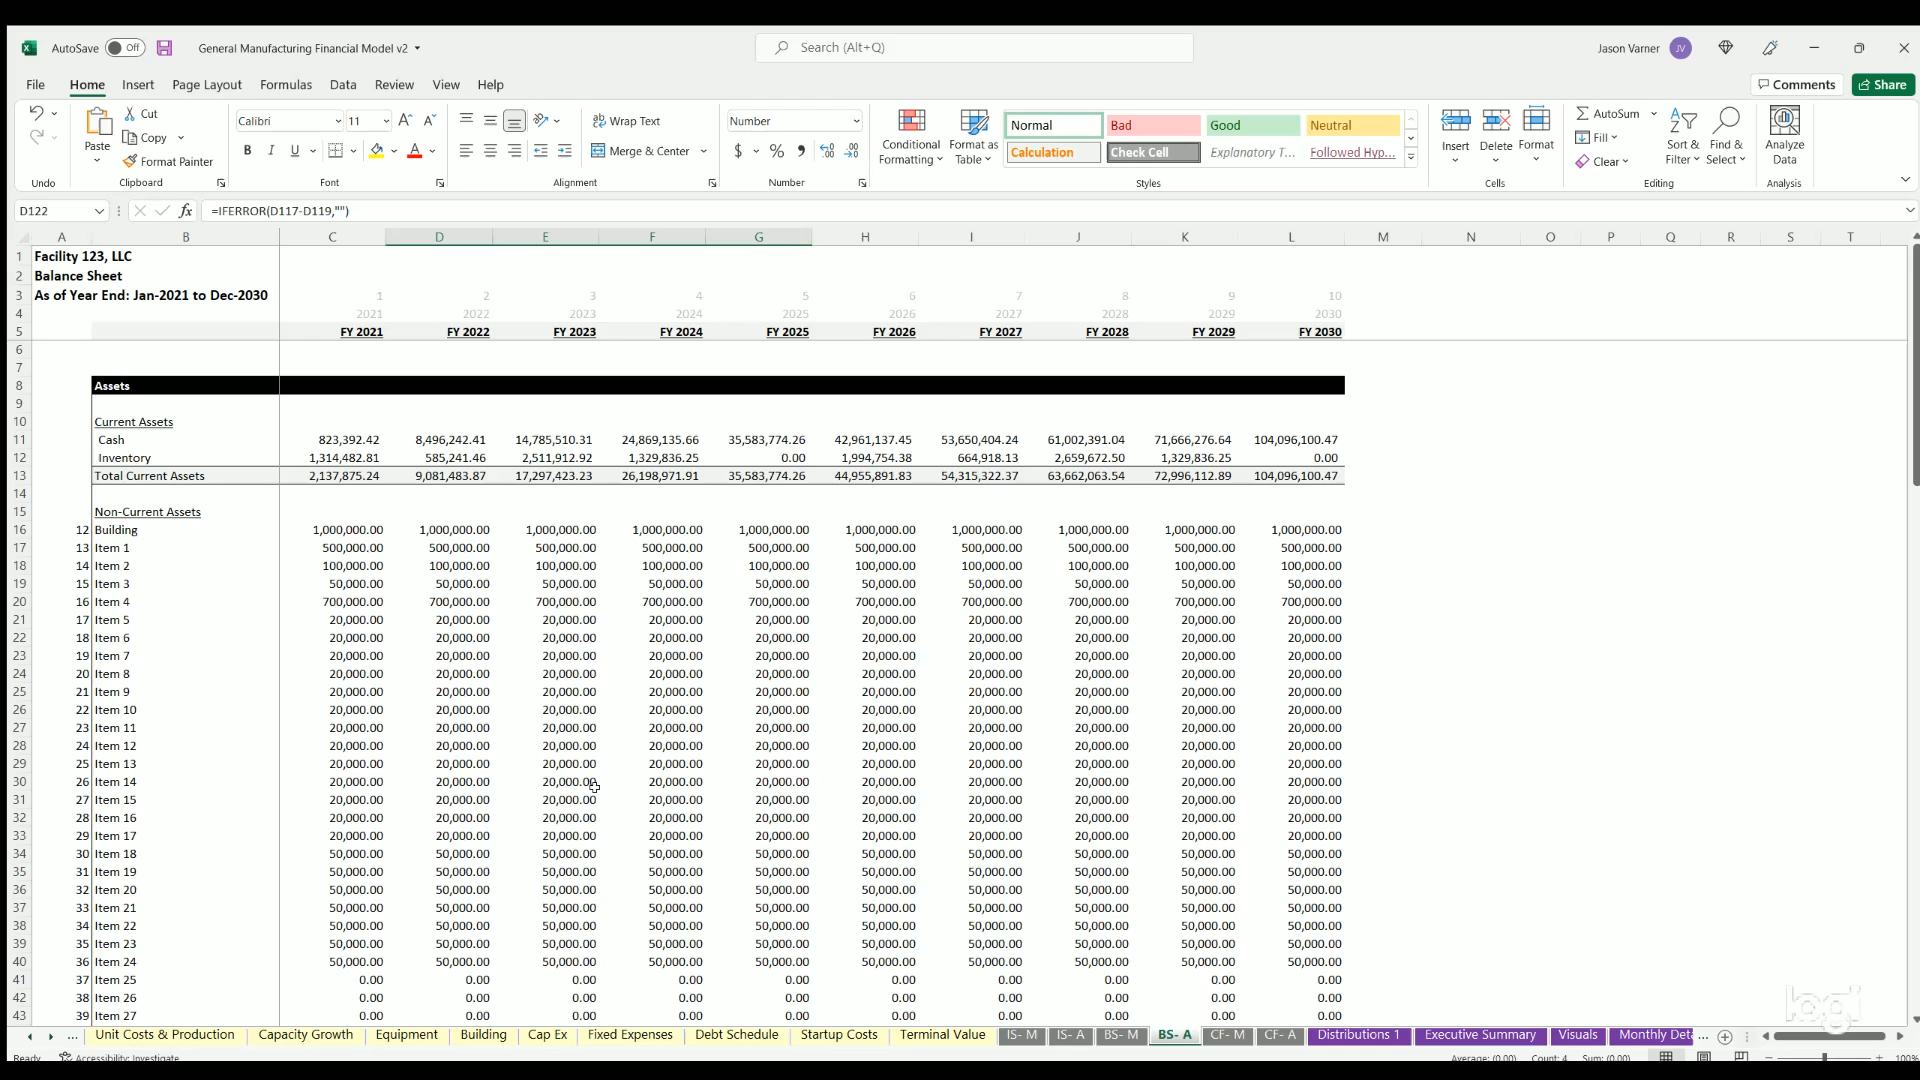 AutoSave Off General Manufacturing Financial Model v2 Search (Alt+Q) Jason Varner JV
File Home Insert Page Layout Formulas Data Review View Help Comments Share
Paste Cut Copy Format Painter Calibri 11 Wrap Text Merge & Center Number Conditional Formatting Format as Table Normal Bad Good Neutral Calculation Check Cell Explanatory T... Followed Hyp... Insert Delete Format AutoSum Fill Clear Sort & Filter Find & Select Analyze Data
Undo Clipboard Font Alignment Number Styles Cells Editing Analysis
D122 fx =IFERROR(D117-D119,"")
A B C D E F G H I J K L M N O P Q R S T
1 Facility 123, LLC
2 Balance Sheet
3 As of Year End: Jan-2021 to Dec-2030 1 2 3 4 5 6 7 8 9 10
4 2021 2022 2023 2024 2025 2026 2027 2028 2029 2030
5 FY 2021 FY 2022 FY 2023 FY 2024 FY 2025 FY 2026 FY 2027 FY 2028 FY 2029 FY 2030
6
7
8 Assets
9
10 Current Assets
11 Cash 823,392.42 8,496,242.41 14,785,510.31 24,869,135.66 35,583,774.26 42,961,137.45 53,650,404.24 61,002,391.04 71,666,276.64 104,096,100.47
12 Inventory 1,314,482.81 585,241.46 2,511,912.92 1,329,836.25 0.00 1,994,754.38 664,918.13 2,659,672.50 1,329,836.25 0.00
13 Total Current Assets 2,137,875.24 9,081,483.87 17,297,423.23 26,198,971.91 35,583,774.26 44,955,891.83 54,315,322.37 63,662,063.54 72,996,112.89 104,096,100.47
14
15 Non-Current Assets
16 12 Building 1,000,000.00 1,000,000.00 1,000,000.00 1,000,000.00 1,000,000.00 1,000,000.00 1,000,000.00 1,000,000.00 1,000,000.00 1,000,000.00
17 13 Item 1 500,000.00 500,000.00 500,000.00 500,000.00 500,000.00 500,000.00 500,000.00 500,000.00 500,000.00 500,000.00
18 14 Item 2 100,000.00 100,000.00 100,000.00 100,000.00 100,000.00 100,000.00 100,000.00 100,000.00 100,000.00 100,000.00
19 15 Item 3 50,000.00 50,000.00 50,000.00 50,000.00 50,000.00 50,000.00 50,000.00 50,000.00 50,000.00 50,000.00
20 16 Item 4 700,000.00 700,000.00 700,000.00 700,000.00 700,000.00 700,000.00 700,000.00 700,000.00 700,000.00 700,000.00
21 17 Item 5 20,000.00 20,000.00 20,000.00 20,000.00 20,000.00 20,000.00 20,000.00 20,000.00 20,000.00 20,000.00
22 18 Item 6 20,000.00 20,000.00 20,000.00 20,000.00 20,000.00 20,000.00 20,000.00 20,000.00 20,000.00 20,000.00
23 19 Item 7 20,000.00 20,000.00 20,000.00 20,000.00 20,000.00 20,000.00 20,000.00 20,000.00 20,000.00 20,000.00
24 20 Item 8 20,000.00 20,000.00 20,000.00 20,000.00 20,000.00 20,000.00 20,000.00 20,000.00 20,000.00 20,000.00
25 21 Item 9 20,000.00 20,000.00 20,000.00 20,000.00 20,000.00 20,000.00 20,000.00 20,000.00 20,000.00 20,000.00
26 22 Item 10 20,000.00 20,000.00 20,000.00 20,000.00 20,000.00 20,000.00 20,000.00 20,000.00 20,000.00 20,000.00
27 23 Item 11 20,000.00 20,000.00 20,000.00 20,000.00 20,000.00 20,000.00 20,000.00 20,000.00 20,000.00 20,000.00
28 24 Item 12 20,000.00 20,000.00 20,000.00 20,000.00 20,000.00 20,000.00 20,000.00 20,000.00 20,000.00 20,000.00
29 25 Item 13 20,000.00 20,000.00 20,000.00 20,000.00 20,000.00 20,000.00 20,000.00 20,000.00 20,000.00 20,000.00
30 26 Item 14 20,000.00 20,000.00 20,000.00 20,000.00 20,000.00 20,000.00 20,000.00 20,000.00 20,000.00 20,000.00
31 27 Item 15 20,000.00 20,000.00 20,000.00 20,000.00 20,000.00 20,000.00 20,000.00 20,000.00 20,000.00 20,000.00
32 28 Item 16 20,000.00 20,000.00 20,000.00 20,000.00 20,000.00 20,000.00 20,000.00 20,000.00 20,000.00 20,000.00
33 29 Item 17 20,000.00 20,000.00 20,000.00 20,000.00 20,000.00 20,000.00 20,000.00 20,000.00 20,000.00 20,000.00
34 30 Item 18 50,000.00 50,000.00 50,000.00 50,000.00 50,000.00 50,000.00 50,000.00 50,000.00 50,000.00 50,000.00
35 31 Item 19 50,000.00 50,000.00 50,000.00 50,000.00 50,000.00 50,000.00 50,000.00 50,000.00 50,000.00 50,000.00
36 32 Item 20 50,000.00 50,000.00 50,000.00 50,000.00 50,000.00 50,000.00 50,000.00 50,000.00 50,000.00 50,000.00
37 33 Item 21 50,000.00 50,000.00 50,000.00 50,000.00 50,000.00 50,000.00 50,000.00 50,000.00 50,000.00 50,000.00
38 34 Item 22 50,000.00 50,000.00 50,000.00 50,000.00 50,000.00 50,000.00 50,000.00 50,000.00 50,000.00 50,000.00
39 35 Item 23 50,000.00 50,000.00 50,000.00 50,000.00 50,000.00 50,000.00 50,000.00 50,000.00 50,000.00 50,000.00
40 36 Item 24 50,000.00 50,000.00 50,000.00 50,000.00 50,000.00 50,000.00 50,000.00 50,000.00 50,000.00 50,000.00
41 37 Item 25 0.00 0.00 0.00 0.00 0.00 0.00 0.00 0.00 0.00 0.00
42 38 Item 26 0.00 0.00 0.00 0.00 0.00 0.00 0.00 0.00 0.00 0.00
43 39 Item 27 0.00 0.00 0.00 0.00 0.00 0.00 0.00 0.00 0.00 0.00
logi
... Unit Costs & Production Capacity Growth Equipment Building Cap Ex Fixed Expenses Debt Schedule Startup Costs Terminal Value IS- M IS- A BS- M BS- A CF- M CF- A Distributions 1 Executive Summary Visuals Monthly Deta ...
Ready Accessibility: Investigate Average: (0.00) Count: 4 Sum: (0.00) 100%